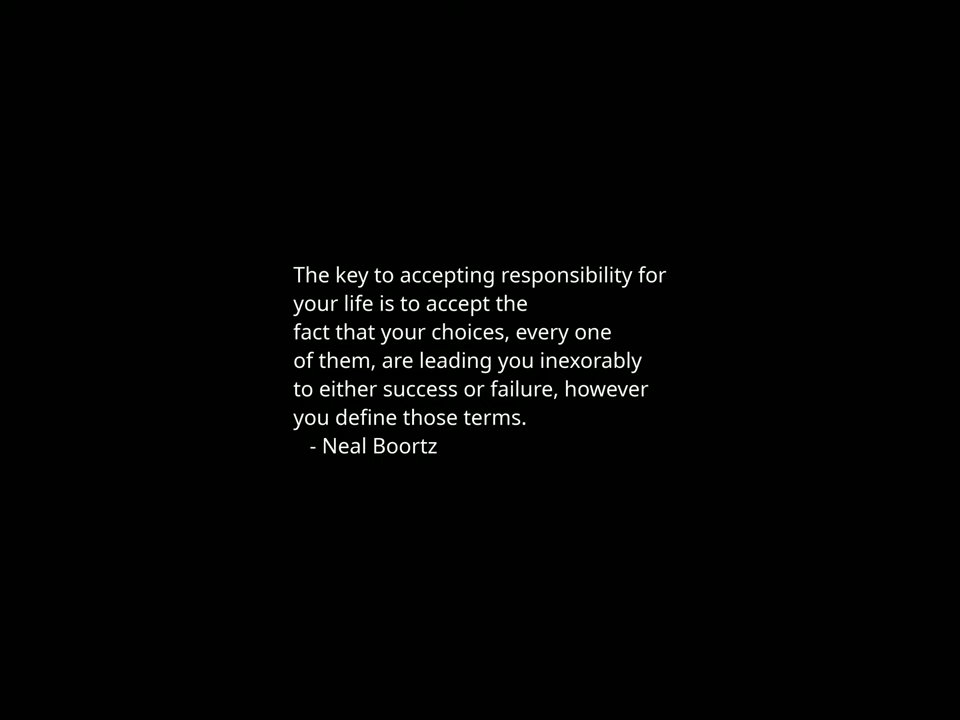 The key to accepting responsibility for
your life is to accept the
fact that your choices, every one
of them, are leading you inexorably
to either success or failure, however
you define those terms.
- Neal Boortz